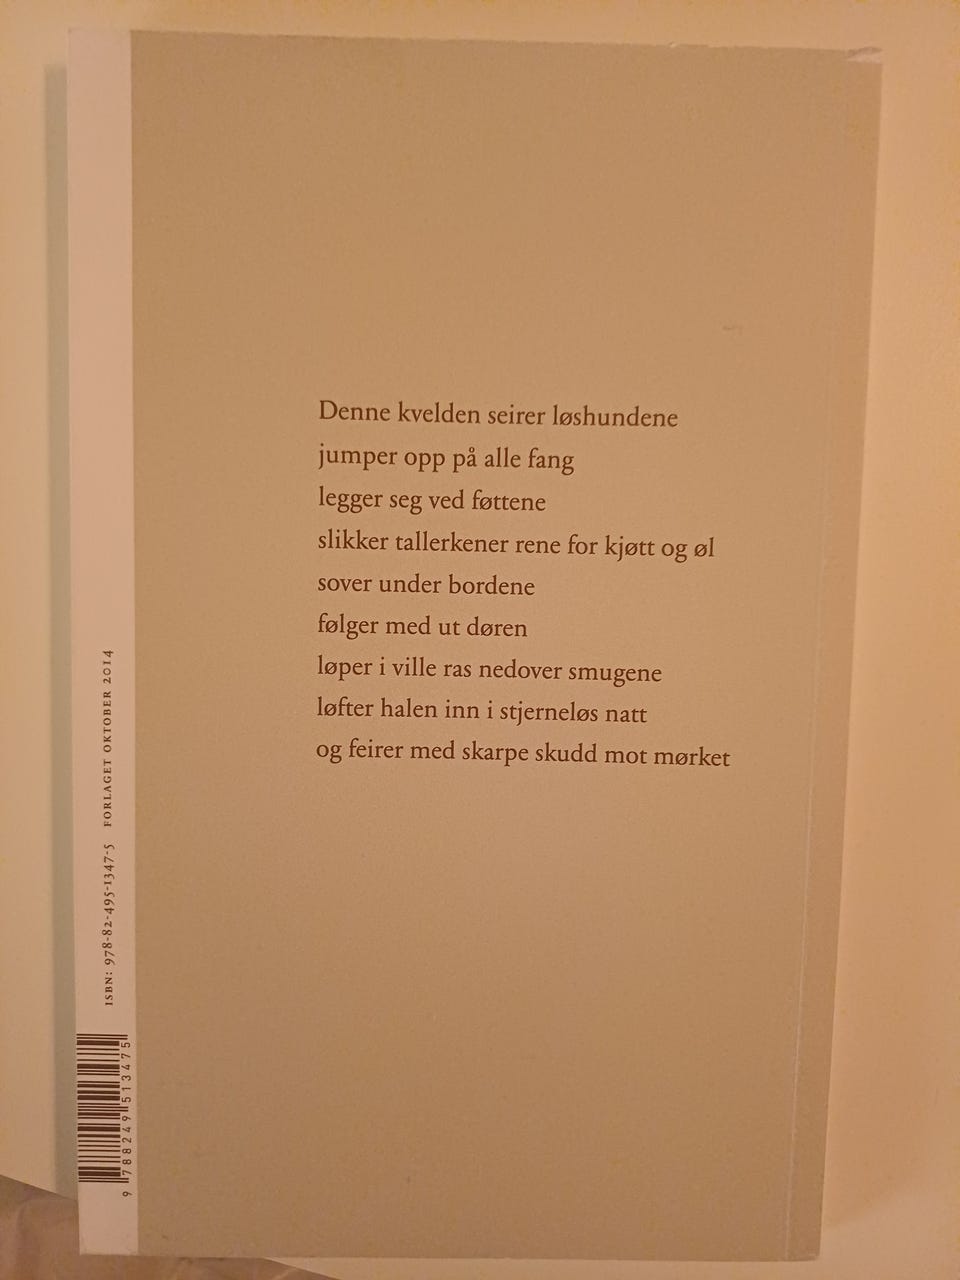 Denne kvelden seirer løshundene
jumper opp på alle fang
legger seg ved føttene
slikker tallerkener rene for kjøtt og øl
sover under bordene
følger med ut døren
løper i ville ras nedover smugene
løfter halen inn i stjerneløs natt
og feirer med skarpe skudd mot mørket
ISBN: 978-82-495-1347-5 FORLAGET OKTOBER 2014
9 788249 513475